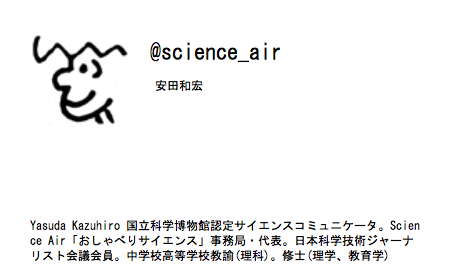 @science_air
安田和宏
Yasuda Kazuhiro 国立科学博物館認定サイエンスコミュニケータ。Scien
ce Air「おしゃべりサイエンス」事務局・代表。日本科学技術ジャーナ
リスト会議会員。中学校高等学校教諭(理科)。修士(理学、教育学)